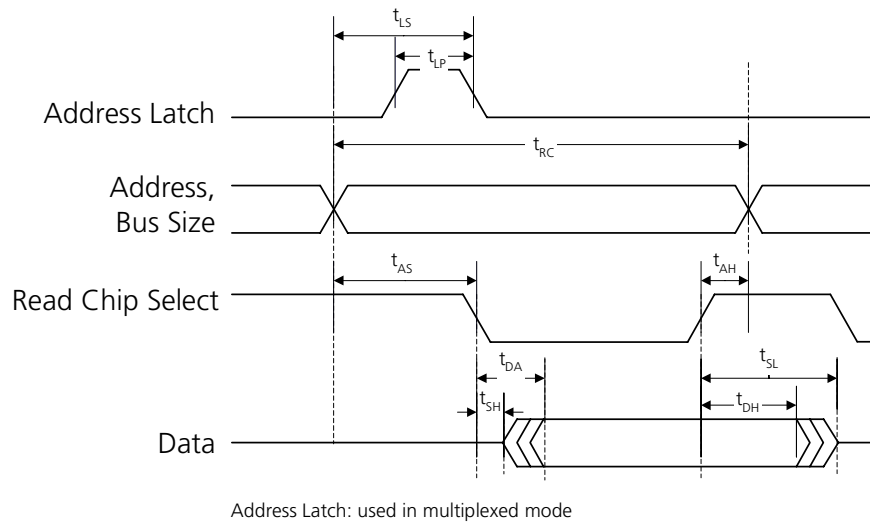 tLS
tLP
Address Latch
tRC
Address,
Bus Size
tAS
tAH
Read Chip Select
tDA
tSL
tSH
tDH
Data
Address Latch: used in multiplexed mode